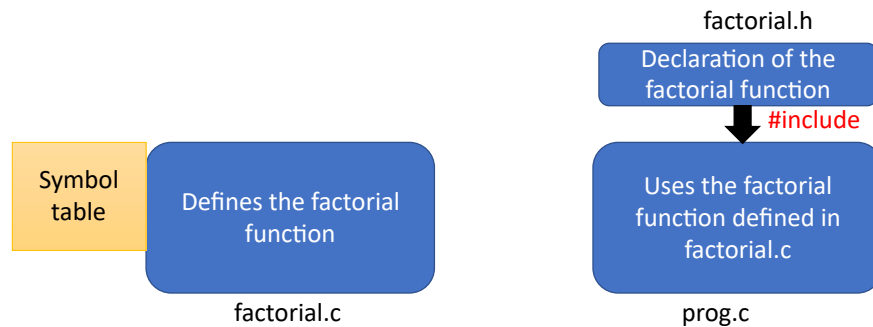 factorial.h
Declaration of the
factorial function
#include
Symbol
table
Defines the factorial
function
Uses the factorial
function defined in
factorial.c
factorial.c
prog.c